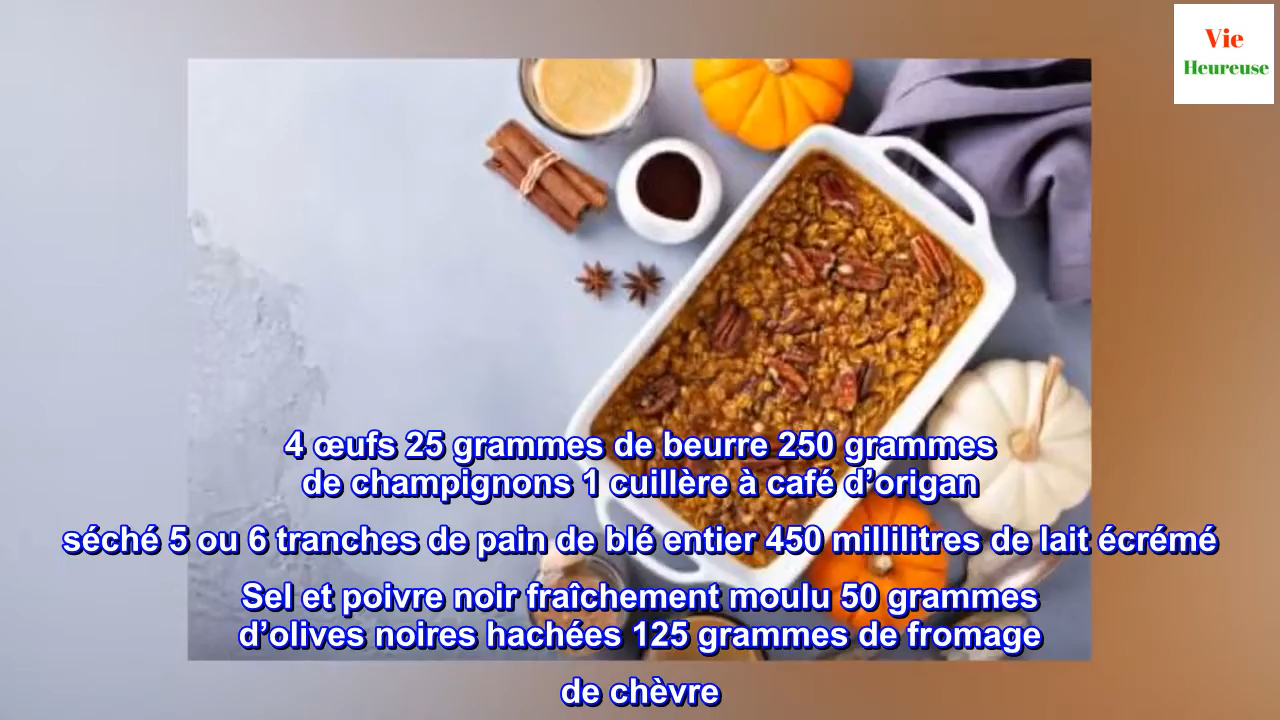 Vie
Heureuse
4 œufs 25 grammes de beurre 250 grammes
de champignons 1 cuillère à café d’origan
séché 5 ou 6 tranches de pain de blé entier 450 millilitres de lait écrémé
Sel et poivre noir fraîchement moulu 50 grammes
d’olives noires hachées 125 grammes de fromage
de chèvre